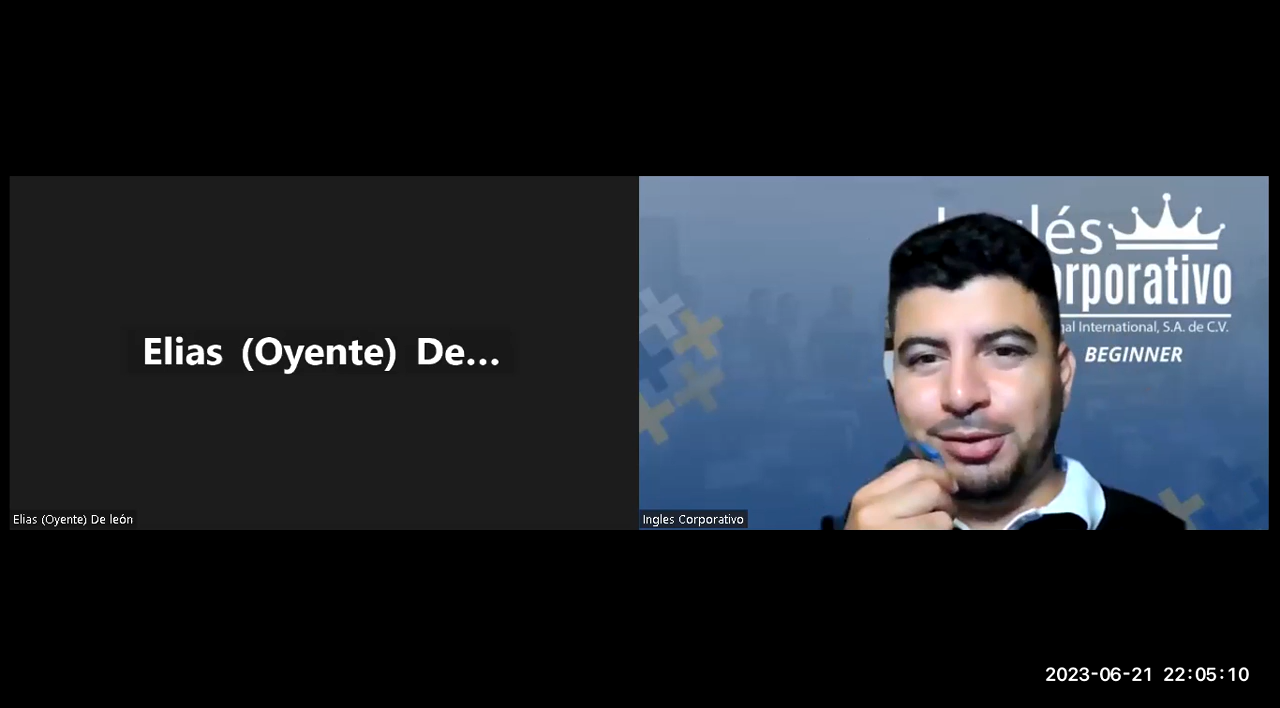 Elias (Oyente) De...
Elias (Oyente) De león
Inglés
orporativo
gal International, S.A. de C.V.
BEGINNER
Ingles Corporativo
2023-06-21 22:05:10